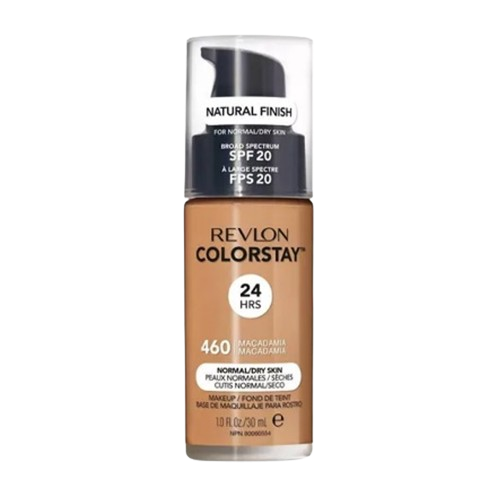 NATURAL FINISH
FOR NORMAL/DRY SKIN
BROAD SPECTRUM
SPF 20
À LARGE SPECTRE
FPS 20
REVLON
COLORSTAY™
24
HRS
460 MACADAMIA
MACADAMIA
NORMAL/DRY SKIN
PEAUX NORMALES / SÈCHES
CUTIS NORMAL/SECO
MAKEUP / FOND DE TEINT
BASE DE MAQUILLAJE PARA ROSTRO
1.0 fl. Oz/30 mL e